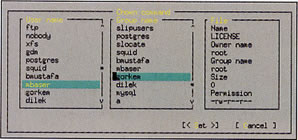 Chown command
User name
ftp
nobody
xfs
gdm
postgres
squid
bmustafa
mbaser
gorkem
dilek
Group name
slipusers
postgres
slocate
squid
bmustafa
mbaser
gorkem
dilek
mysql
a
File
Name
LICENSE
Owner name
root
Group name
root
Size
0
Permission
-rw-r--r--
[< Set >] [ Cancel ]